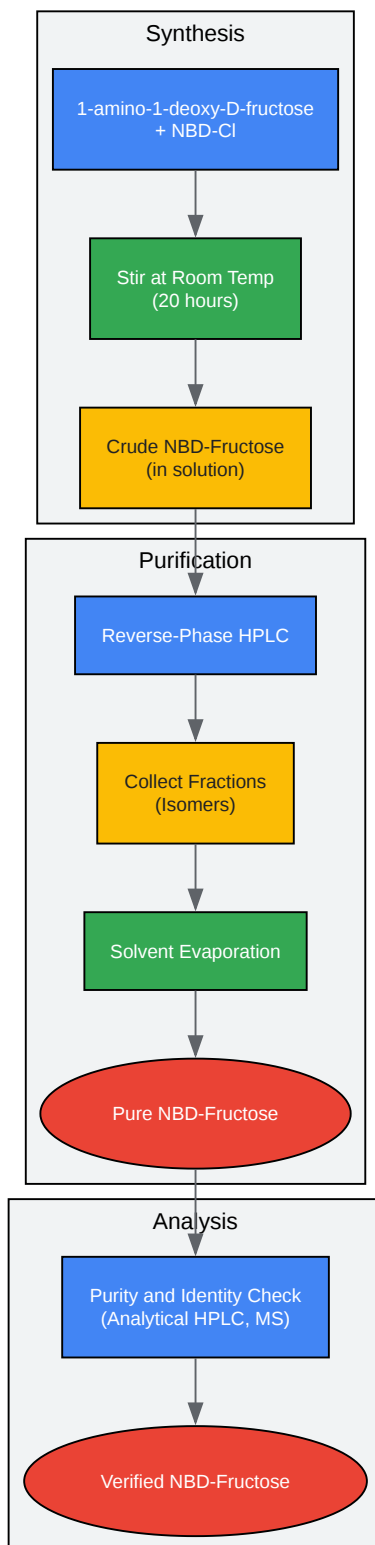 Synthesis
1-amino-1-deoxy-D-fructose
+ NBD-Cl
Stir at Room Temp
(20 hours)
Crude NBD-Fructose
(in solution)
Purification
Reverse-Phase HPLC
Collect Fractions
(Isomers)
Solvent Evaporation
Pure NBD-Fructose
Analysis
Purity and Identity Check
(Analytical HPLC, MS)
Verified NBD-Fructose